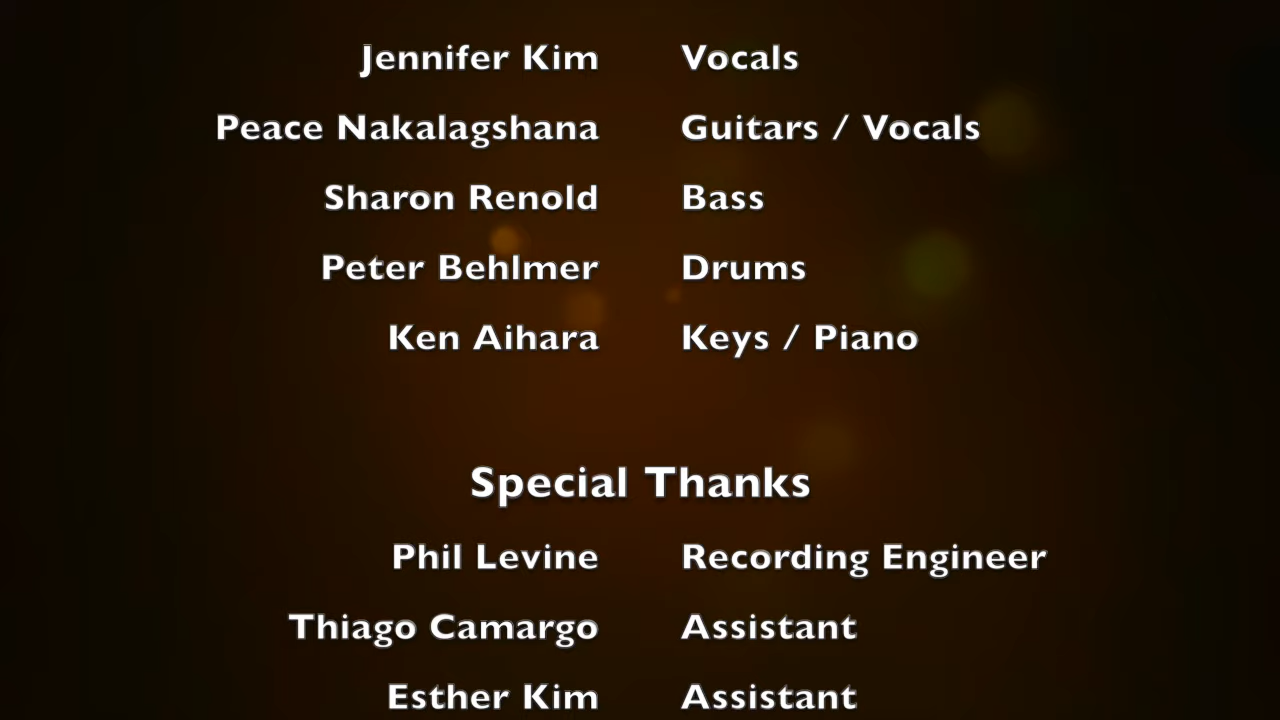 Jennifer Kim Vocals
Peace Nakalagshana Guitars / Vocals
Sharon Renold Bass
Peter Behlmer Drums
Ken Aihara Keys / Piano
Special Thanks
Phil Levine Recording Engineer
Thiago Camargo Assistant
Esther Kim Assistant